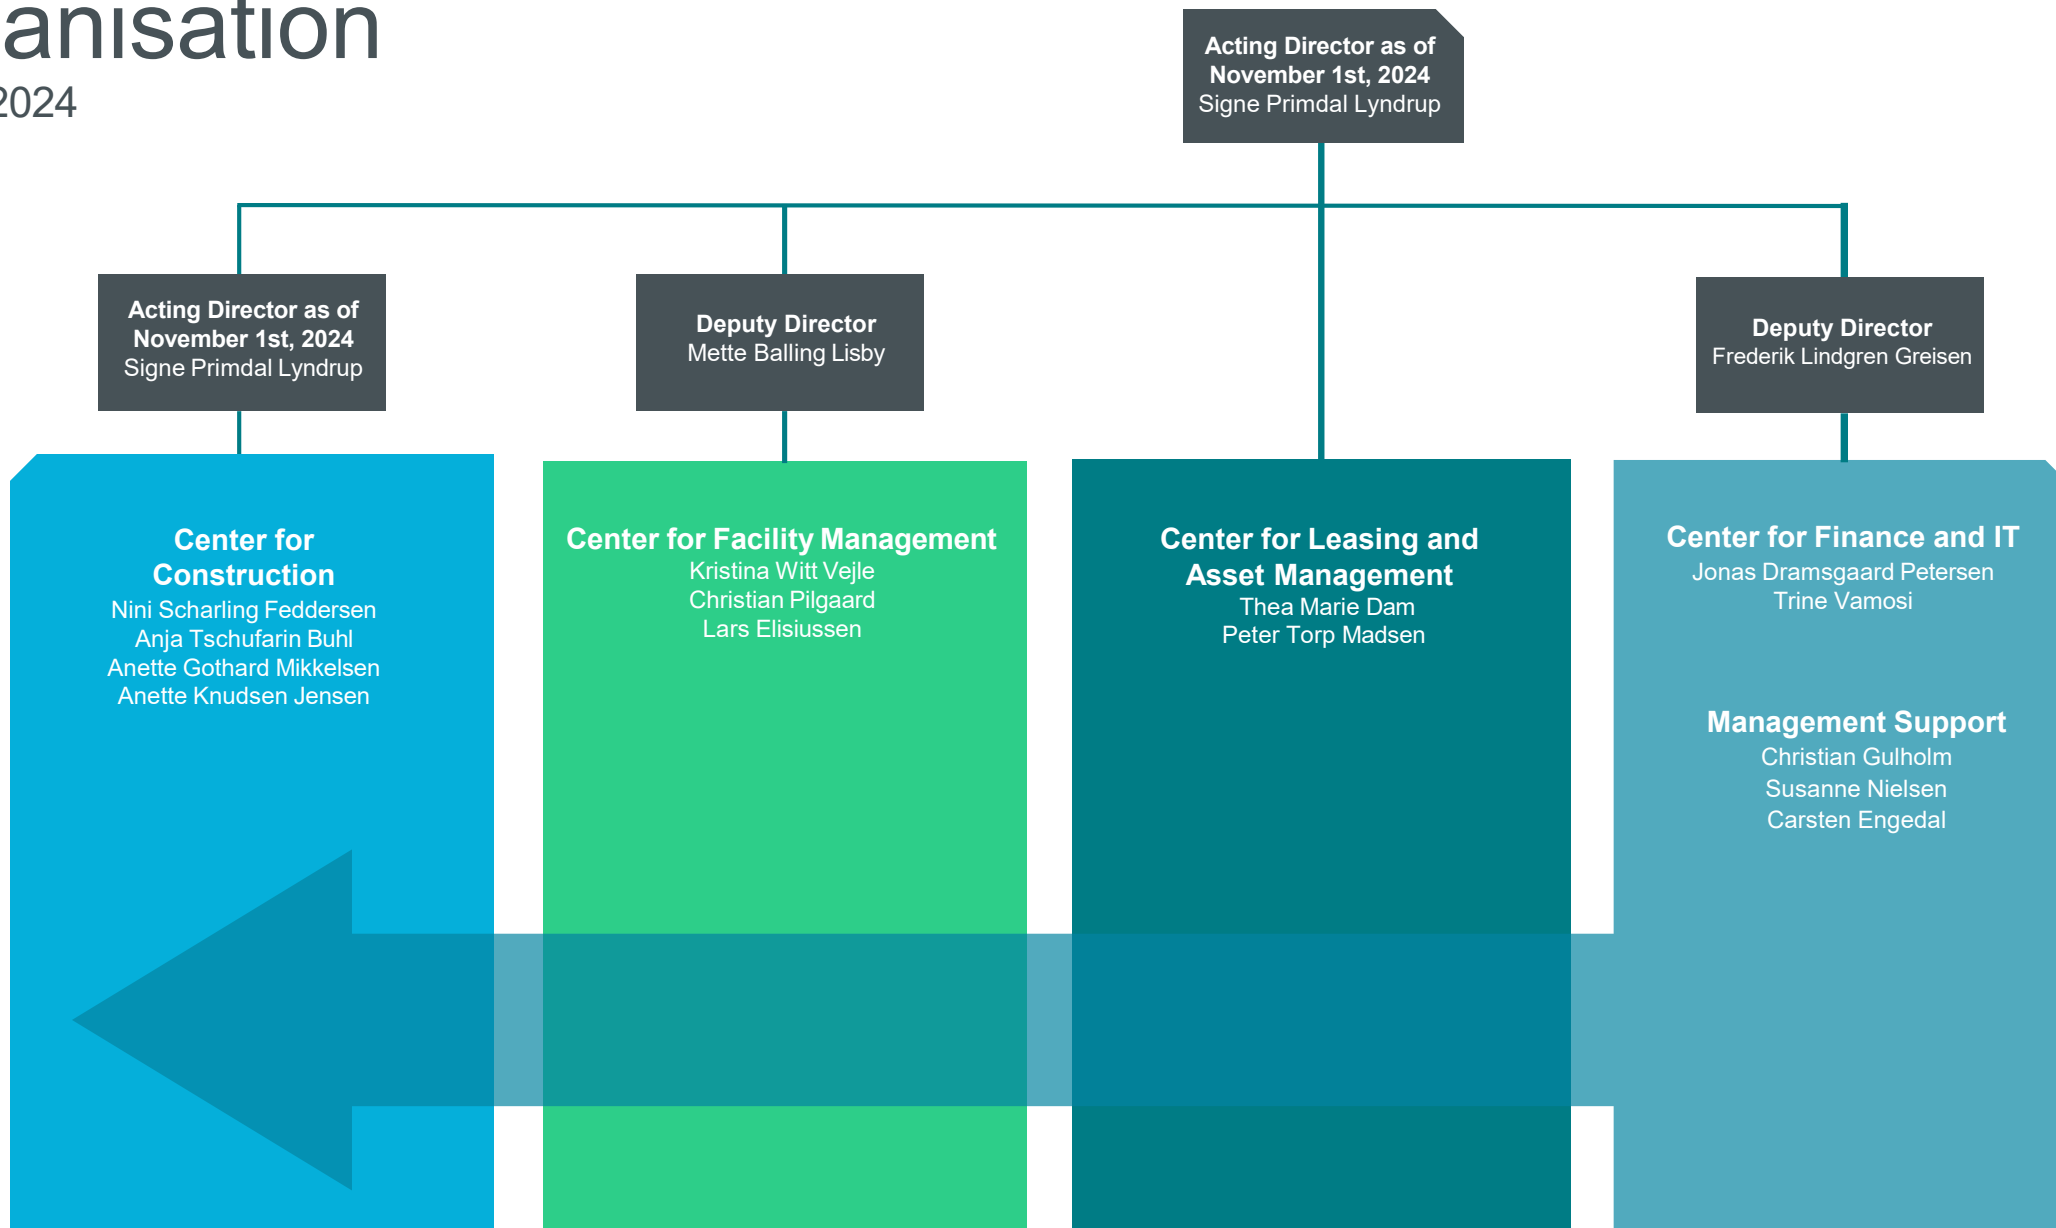 anisation
2024
Acting Director as of
November 1st, 2024
Signe Primdal Lyndrup
Acting Director as of
November 1st, 2024
Signe Primdal Lyndrup
Deputy Director
Mette Balling Lisby
Deputy Director
Frederik Lindgren Greisen
Center for
Construction
Nini Scharling Feddersen
Anja Tschufarin Buhl
Anette Gothard Mikkelsen
Anette Knudsen Jensen
Center for Facility Management
Kristina Witt Vejle
Christian Pilgaard
Lars Elisiussen
Center for Leasing and
Asset Management
Thea Marie Dam
Peter Torp Madsen
Center for Finance and IT
Jonas Dramsgaard Petersen
Trine Vamosi
Management Support
Christian Gulholm
Susanne Nielsen
Carsten Engedal